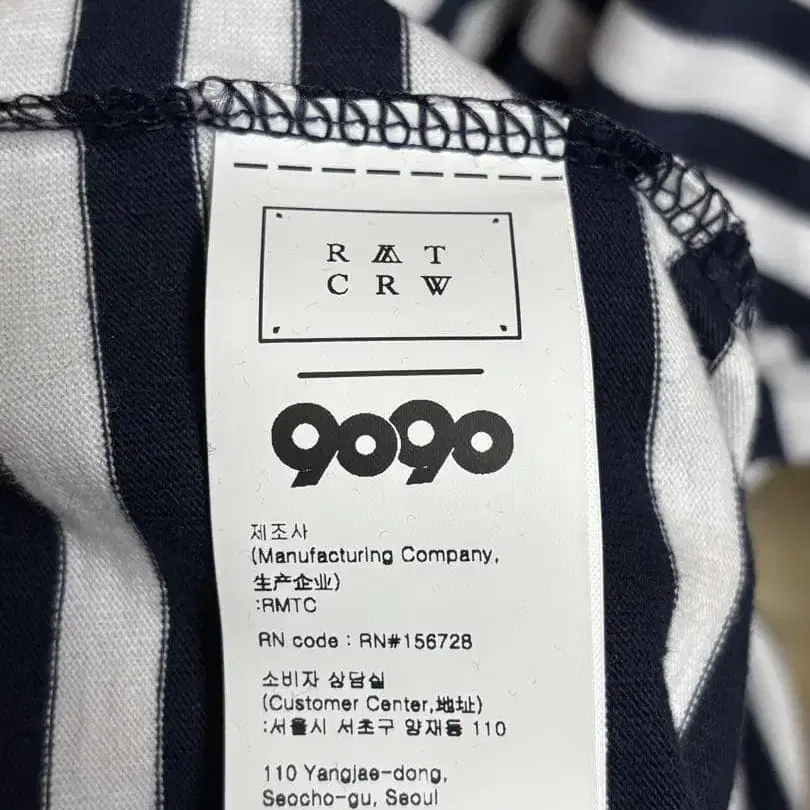 R M T
C R W
9090
제조사
(Manufacturing Company,
生产企业)
:RMTC
RN code : RN#156728
소비자 상담실
(Customer Center,地址)
:서울시 서초구 양재동 110
110 Yangjae-dong,
Seocho-gu, Seoul